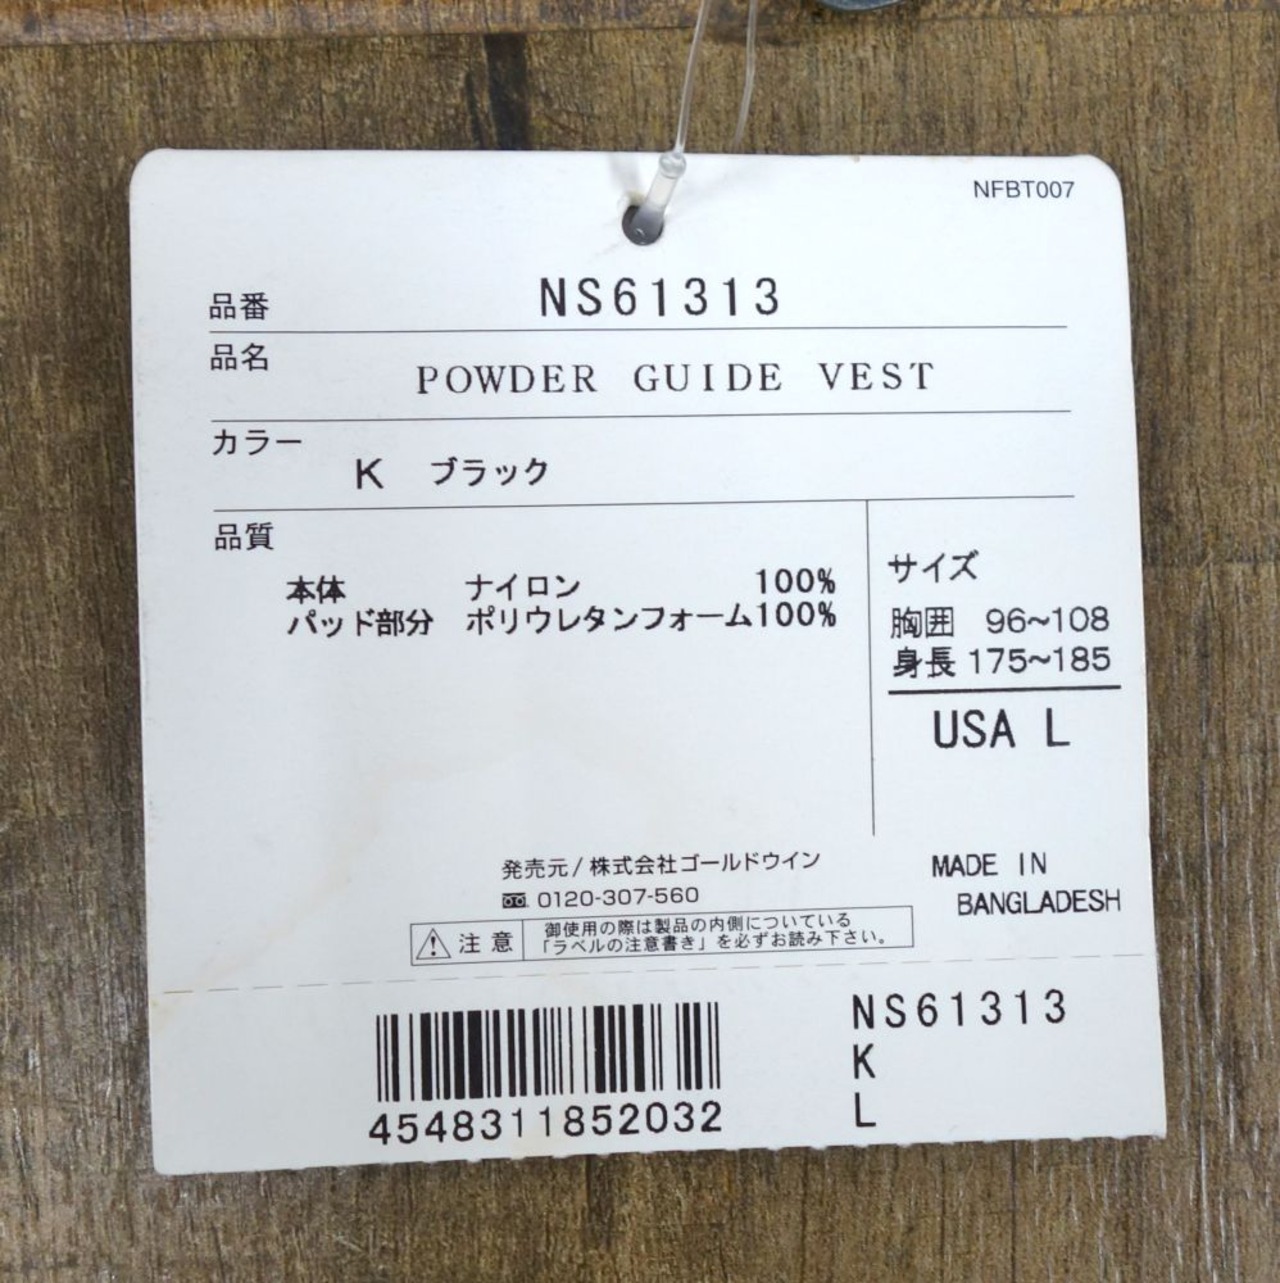 NFBT007
品番 NS61313
品名 POWDER GUIDE VEST
カラー K ブラック
品質
本体 ナイロン 100%
パッド部分 ポリウレタンフォーム100%
サイズ
胸囲 96~108
身長 175~185
USA L
発売元/株式会社ゴールドウイン
0120-307-560
MADE IN
BANGLADESH
注意
御使用の際は製品の内側についている
「ラベルの注意書き」を必ずお読み下さい。
4548311852032
NS61313
K
L